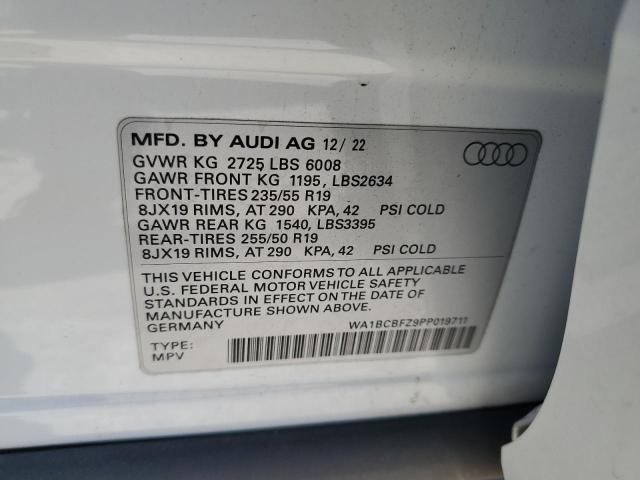 MFD. BY AUDI AG 12/ 22
GVWR KG 2725 LBS 6008
GAWR FRONT KG 1195, LBS2634
FRONT-TIRES 235/55 R19
8JX19 RIMS, AT 290 KPA, 42 PSI COLD
GAWR REAR KG 1540, LBS3395
REAR-TIRES 255/50 R19
8JX19 RIMS, AT 290 KPA, 42 PSI COLD
THIS VEHICLE CONFORMS TO ALL APPLICABLE
U.S. FEDERAL MOTOR VEHICLE SAFETY
STANDARDS IN EFFECT ON THE DATE OF
MANUFACTURE SHOWN ABOVE.
GERMANY
WA1BCBFZ9PP019711
TYPE:
MPV